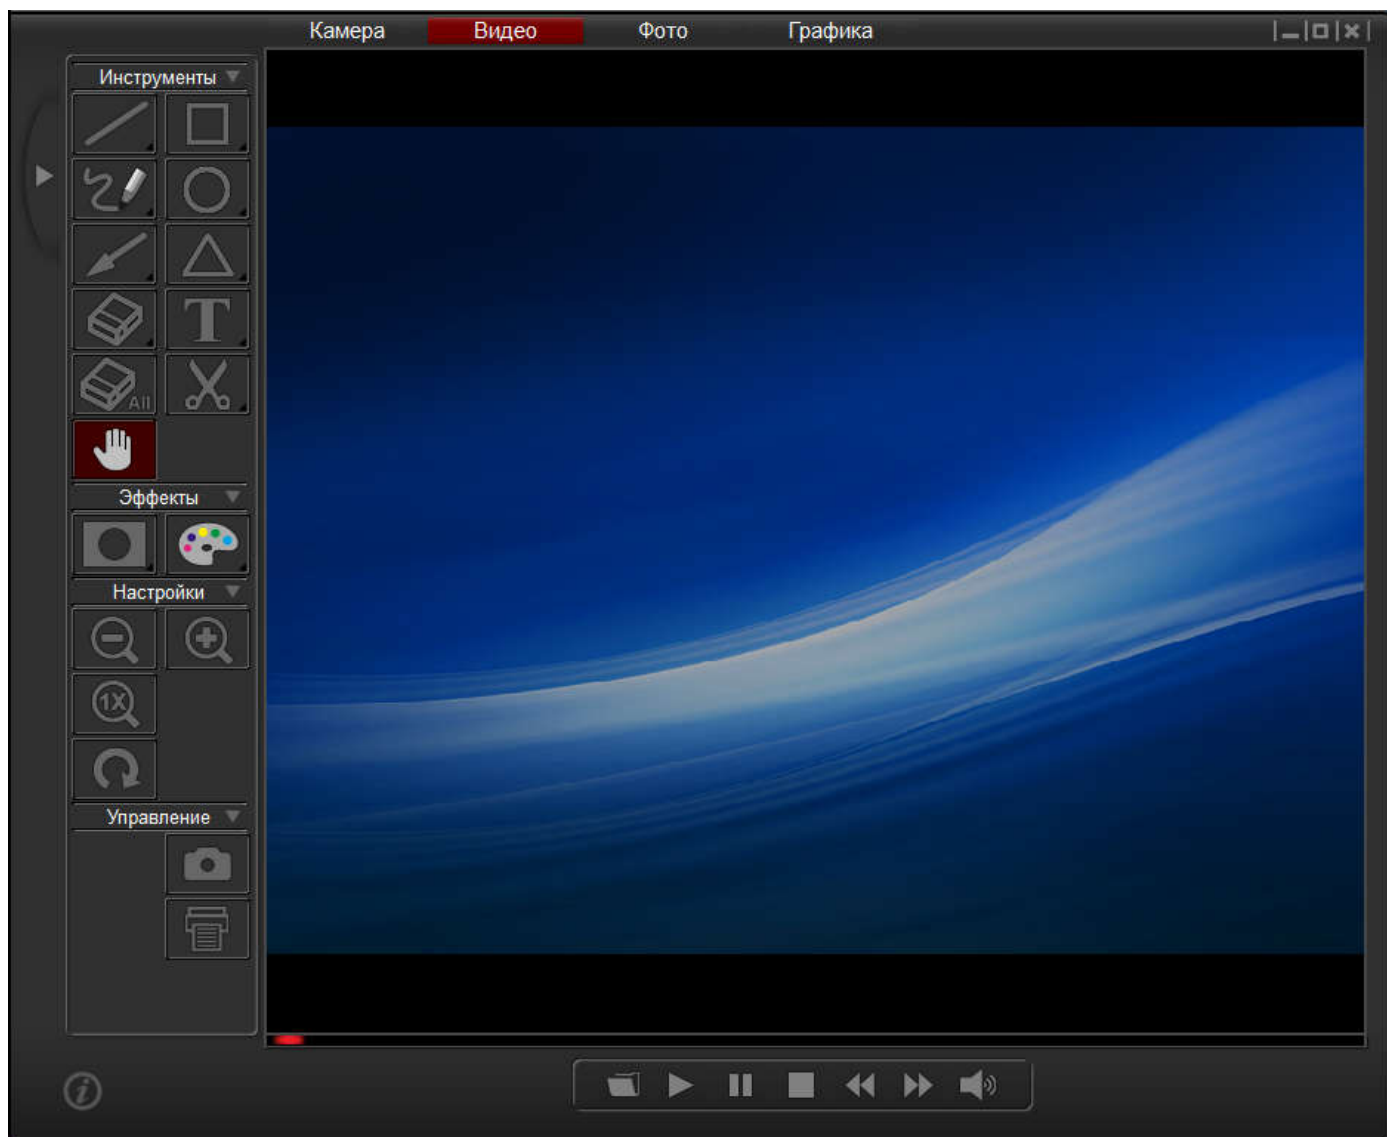 Камера Видео Фото Графика
Инструменты
T
All
Эффекты
Настройки
1X
Управление
i